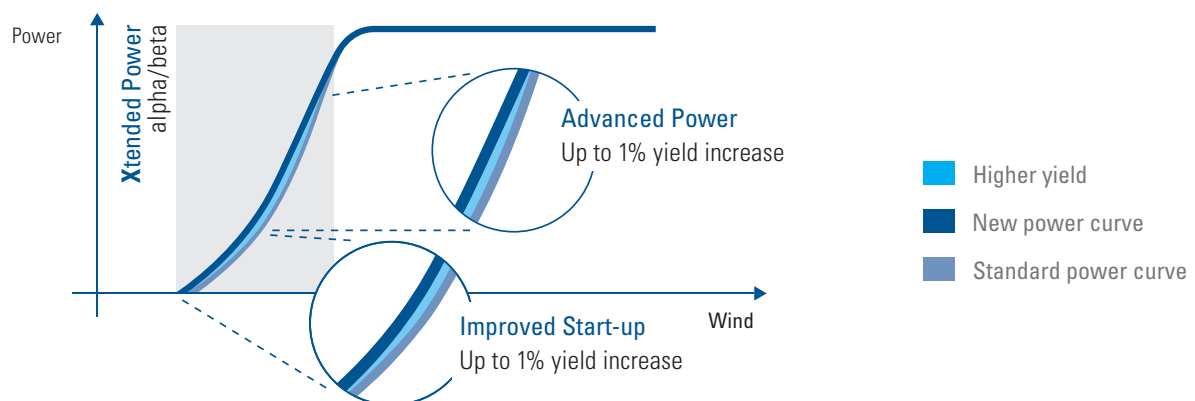 Power
Xtended Power
alpha/beta
Advanced Power
Up to 1% yield increase
Higher yield
New power curve
Standard power curve
Wind
Improved Start-up
Up to 1% yield increase